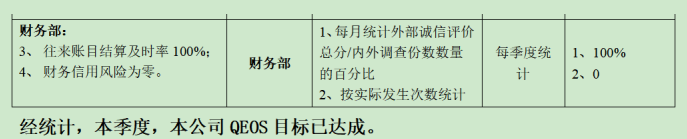 财务部：
3、 往来账目结算及时率 100%；
4、 财务信用风险为零。
财务部
1、每月统计外部诚信评价
总分/内外调查份数数量
的百分比
2、按实际发生次数统计
每季度统
计
1、100%
2、0
经统计，本季度，本公司 QEOS 目标已达成。